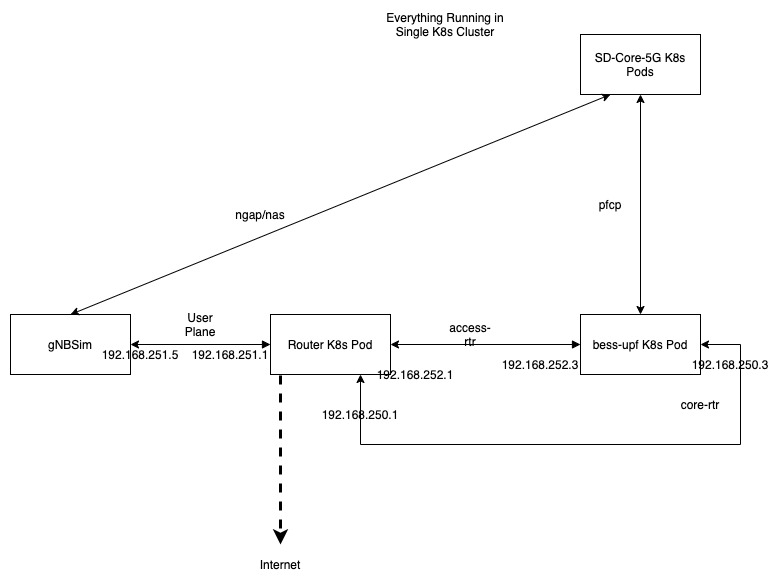 Everything Running in
Single K8s Cluster
SD-Core-5G K8s
Pods
ngap/nas
pfcp
gNBSim
User
Plane
192.168.251.5
192.168.251.1
Router K8s Pod
access-
rtr
192.168.252.1
192.168.252.3
bess-upf K8s Pod
192.168.250.3
192.168.250.1
core-rtr
Internet